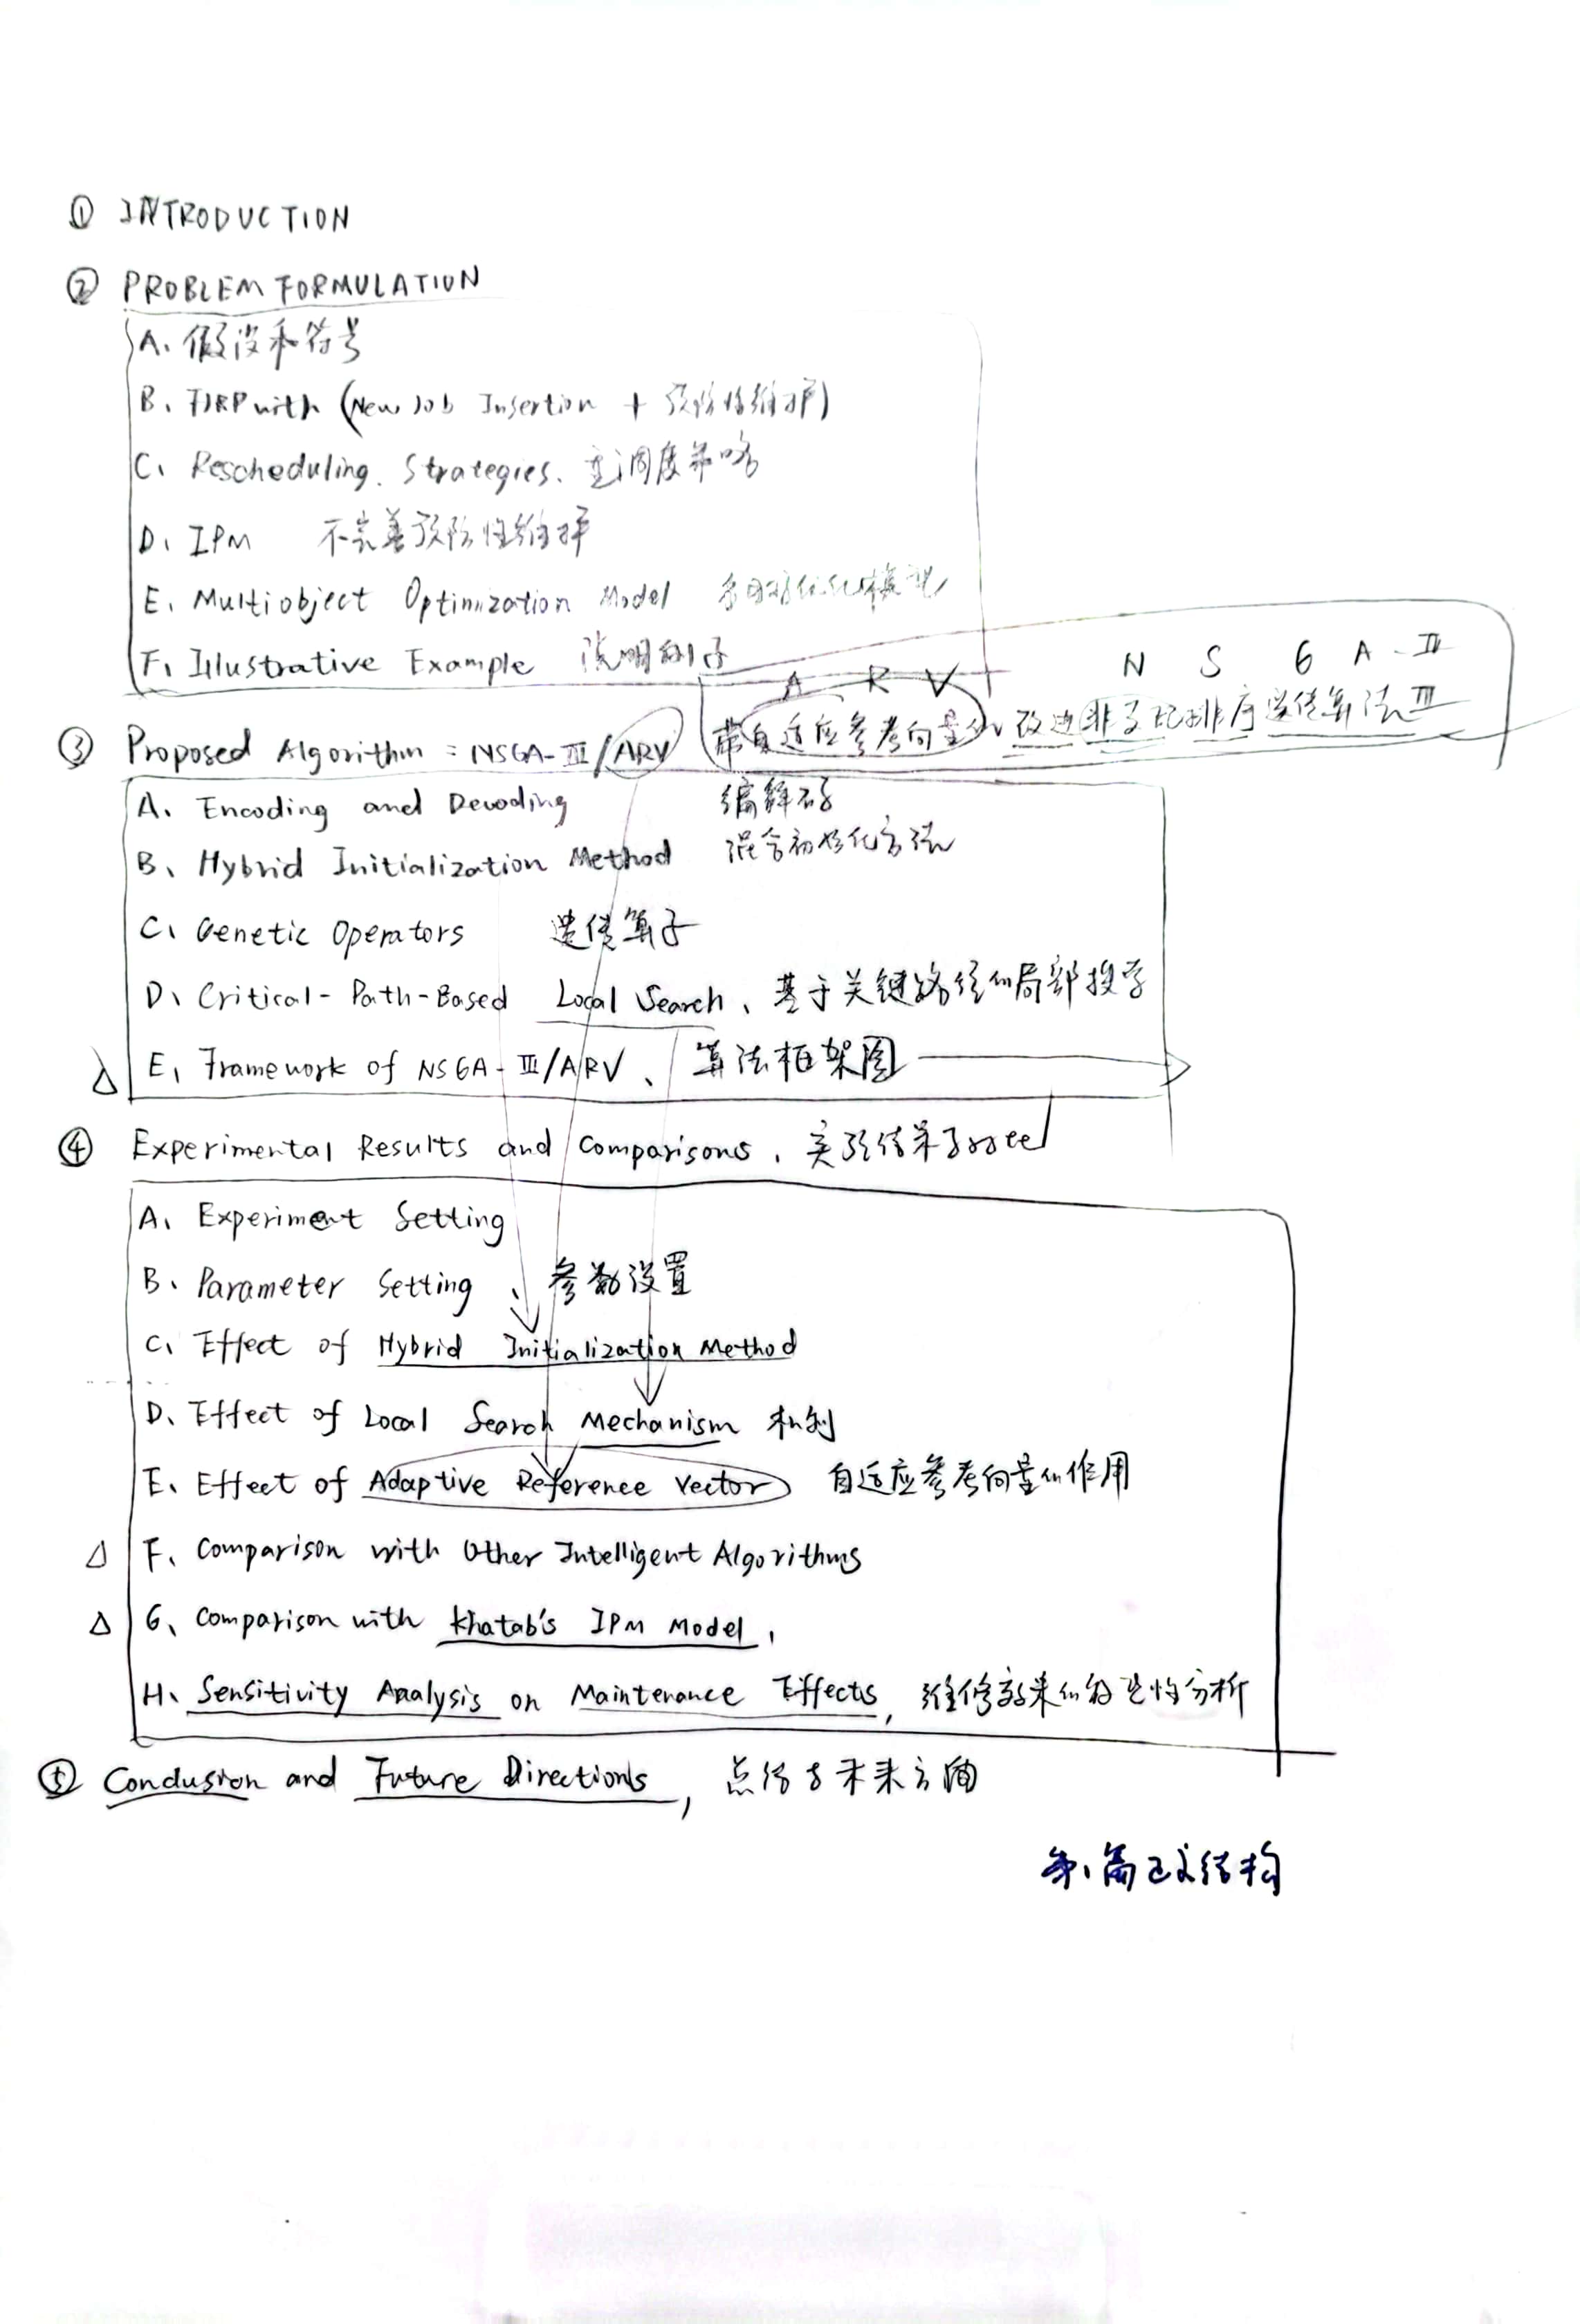 ① INTRODUCTION
② PROBLEM FORMULATION
A、假设和符号
B、FJRP with (New Job Insertion + 预防性维护)
C、Rescheduling Strategies、重调度策略
D、IPM 不完善预防性维护
E、Multiobject Optimization Model 多目标优化模型
F、Illustrative Example 说明例子
N S G A - III
A R V
③ Proposed Algorithm = NSGA-III/ARV 带自适应参考向量的 改进非支配排序遗传算法III
A、Encoding and Decoding 编解码
B、Hybrid Initialization Method 混合初始化方法
C、Genetic Operators 遗传算子
D、Critical-Path-Based Local Search、基于关键路径的局部搜索
△ E、Framework of NSGA-III/ARV、算法框架图
④ Experimental Results and Comparisons、实验结果
A、Experiment Setting
B、Parameter Setting、参数设置
C、Effect of Hybrid Initialization Method
D、Effect of Local Search Mechanism 机制
E、Effect of Adaptive Reference Vector 自适应参考向量的作用
△ F、Comparison with Other Intelligent Algorithms
△ G、Comparison with Khatab's IPM Model,
H、Sensitivity Analysis on Maintenance Effects, 维修效果的敏感性分析
⑤ Conclusion and Future Directions, 总结与未来方向
第1篇 结构